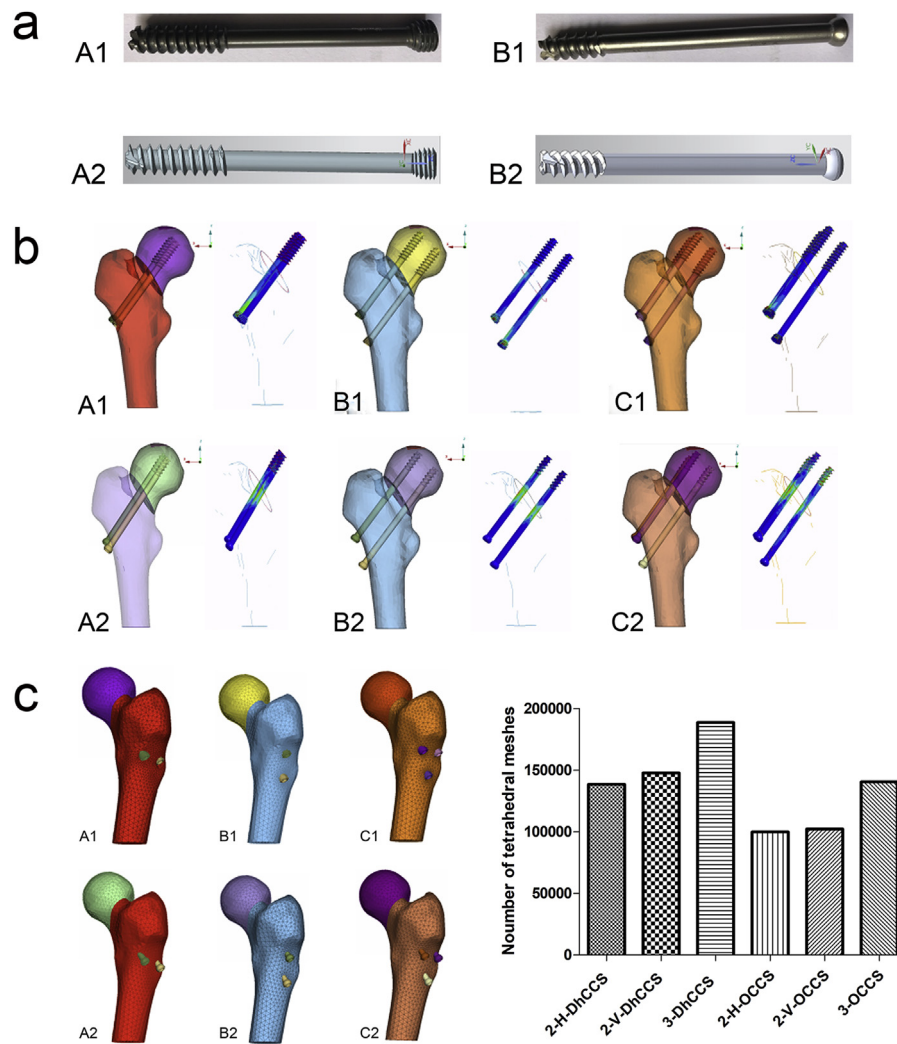 a
A1
B1
A2
B2
b
A1
B1
C1
A2
B2
C2
c
A1
B1
C1
A2
B2
C2
Noumber of tetrahedral meshes
200000
150000
100000
50000
0
2-H-DhCCS
2-V-DhCCS
3-DhCCS
2-H-OCCS
2-V-OCCS
3-OCCS